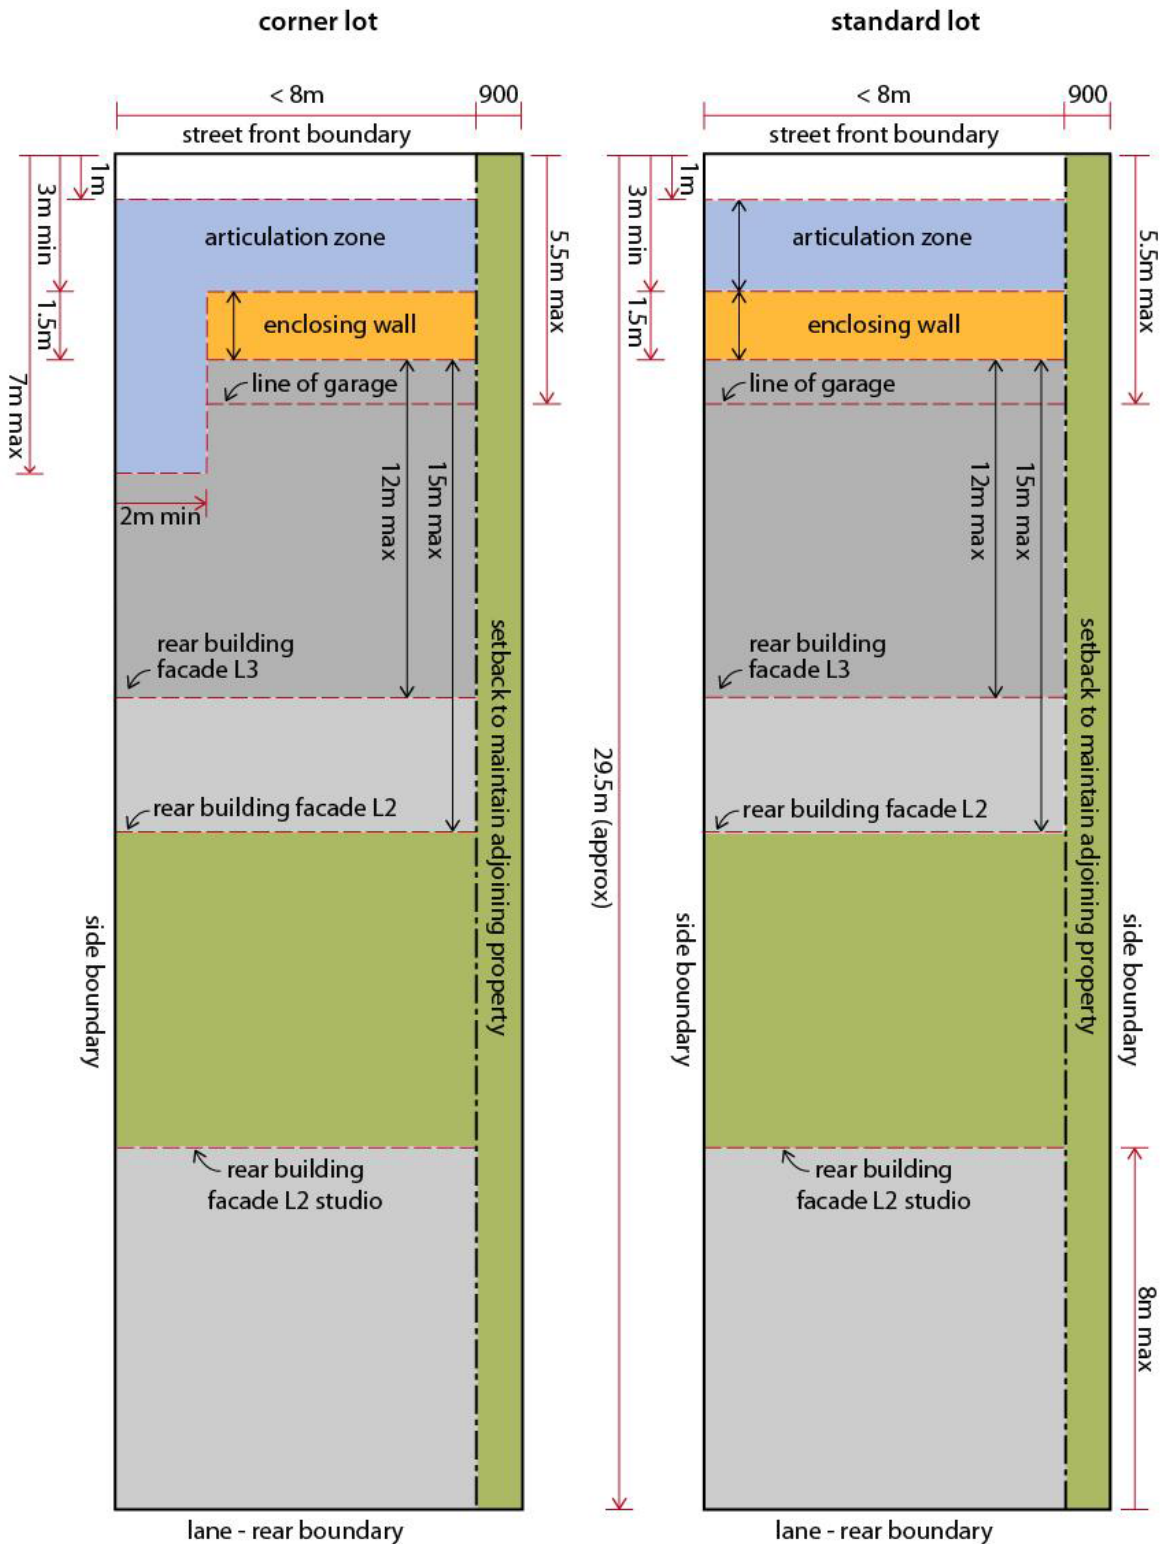 corner lot
< 8m
900
street front boundary
1m
3m min
1.5m
7m max
5.5m max
articulation zone
enclosing wall
line of garage
12m max
15m max
2m min
rear building
facade L3
rear building facade L2
setback to maintain adjoining property
side boundary
rear building
facade L2 studio
lane - rear boundary
29.5m (approx)
standard lot
< 8m
900
street front boundary
1m
3m min
1.5m
5.5m max
articulation zone
enclosing wall
line of garage
12m max
15m max
rear building
facade L3
rear building facade L2
setback to maintain adjoining property
side boundary
side boundary
rear building
facade L2 studio
8m max
lane - rear boundary